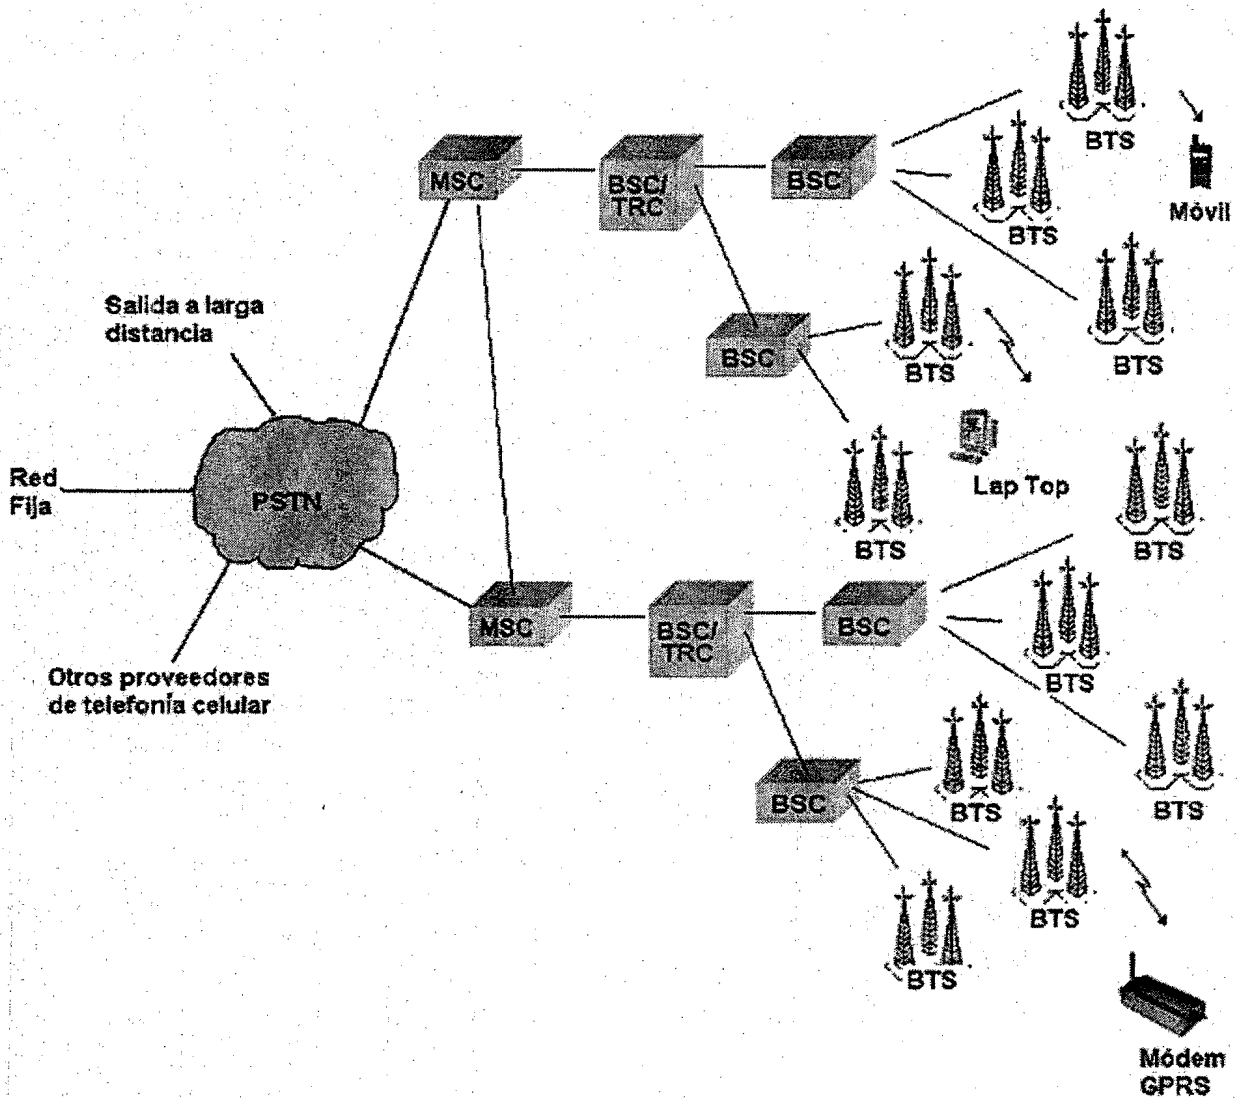 BTS
MSC
BSC/
TRC
BSC
BTS
Móvil
BTS
Salida a larga
distancia
BSC
BTS
BTS
Red
Fija
PSTN
Lap Top
BTS
BTS
MSC
BSC/
TRC
BSC
BTS
Otros proveedores
de telefonía celular
BSC
BTS
BTS
BTS
BTS
Módem
GPRS